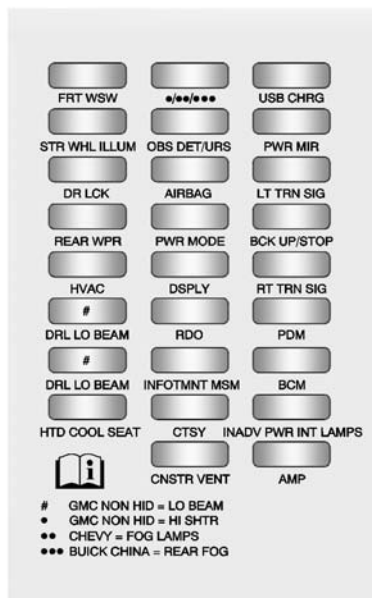 FRT WSW ●/●●/●●● USB CHRG
STR WHL ILLUM OBS DET/URS PWR MIR
DR LCK AIRBAG LT TRN SIG
REAR WPR PWR MODE BCK UP/STOP
HVAC DSPLY RT TRN SIG
#
DRL LO BEAM RDO PDM
#
DRL LO BEAM INFOTMNT MSM BCM
HTD COOL SEAT CTSY INADV PWR INT LAMPS
i
CNSTR VENT AMP
# GMC NON HID = LO BEAM
● GMC NON HID = HI SHTR
●● CHEVY = FOG LAMPS
●●● BUICK CHINA = REAR FOG